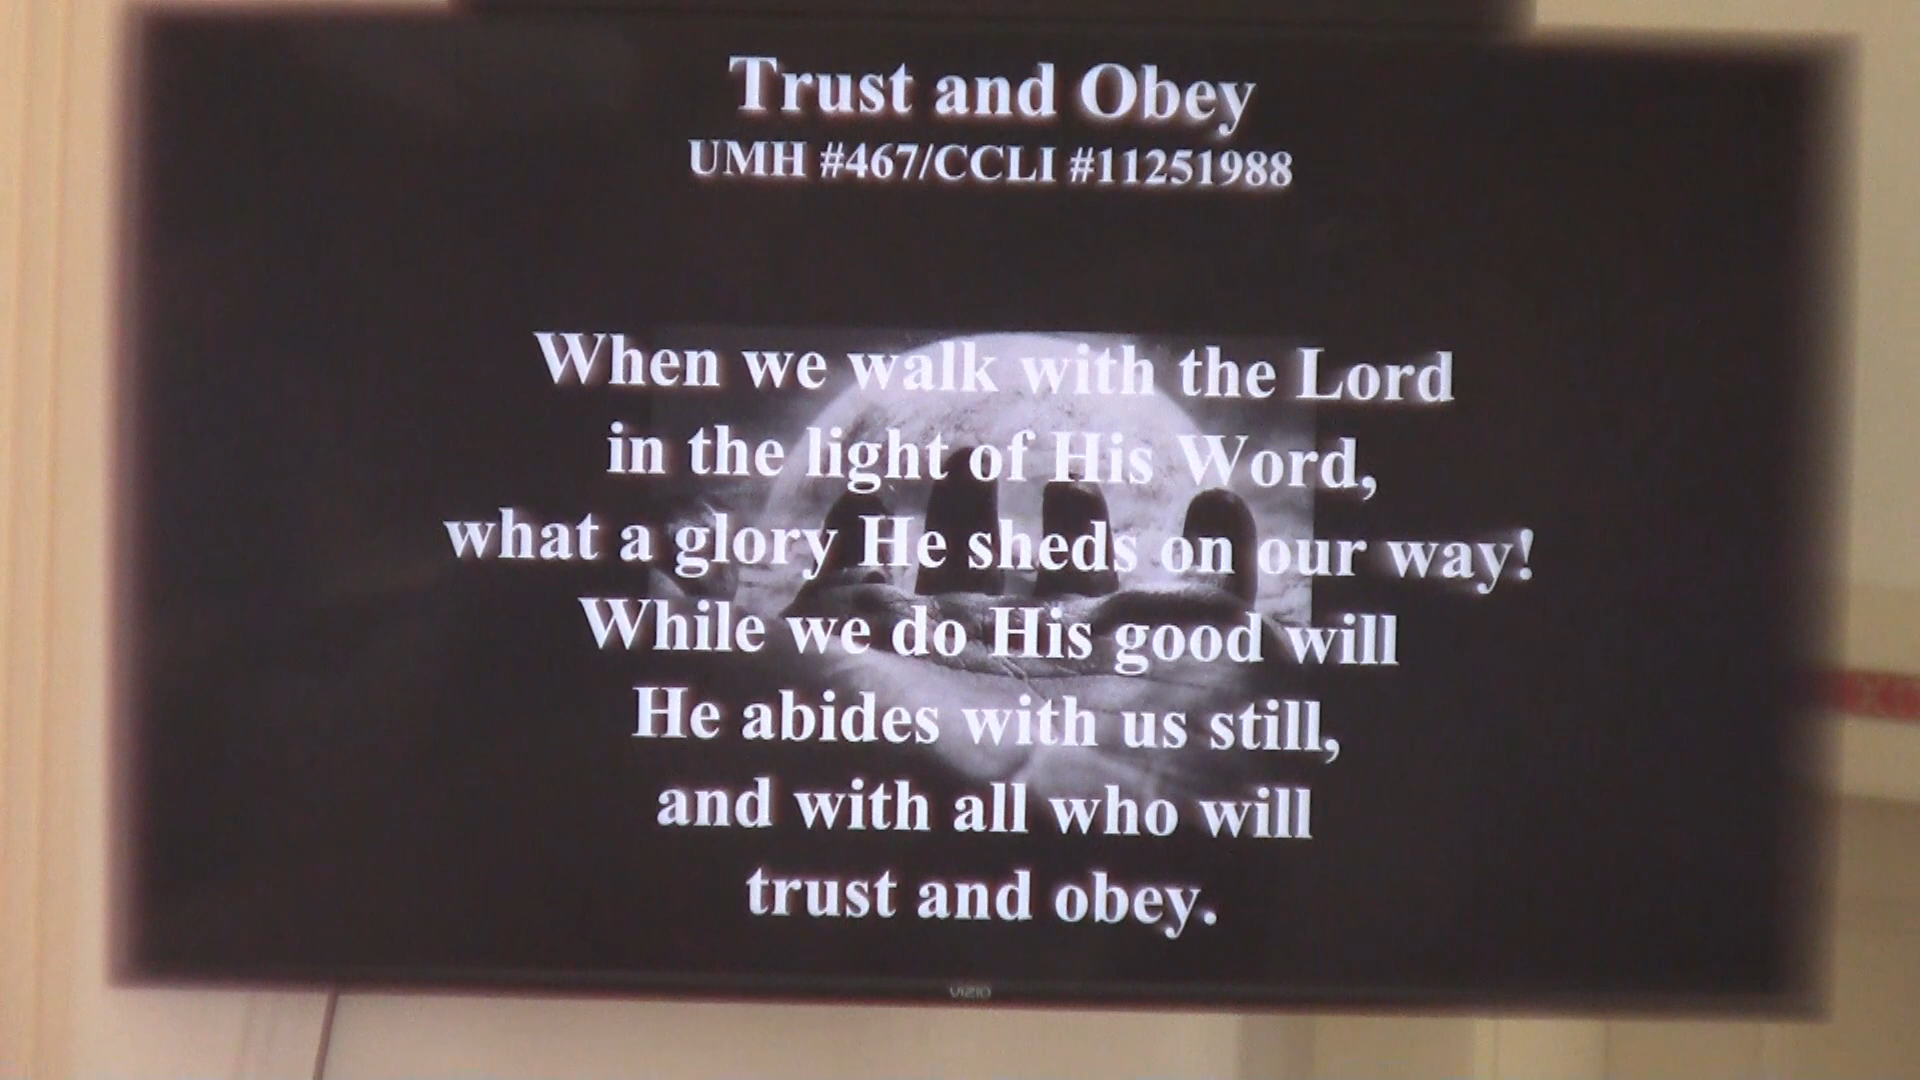 Trust and Obey
UMH #467/CCLI #11251988
When we walk with the Lord
in the light of His Word,
what a glory He sheds on our way!
While we do His good will
He abides with us still,
and with all who will
trust and obey.
VIZIO